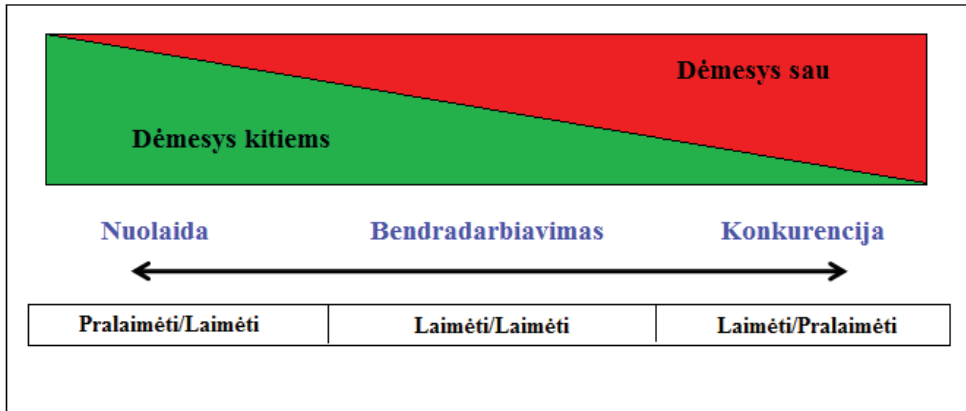 Dėmesys sau
Dėmesys kitiems
Nuolaida Bendradarbiavimas Konkurencija
Pralaimėti/Laimėti Laimėti/Laimėti Laimėti/Pralaimėti